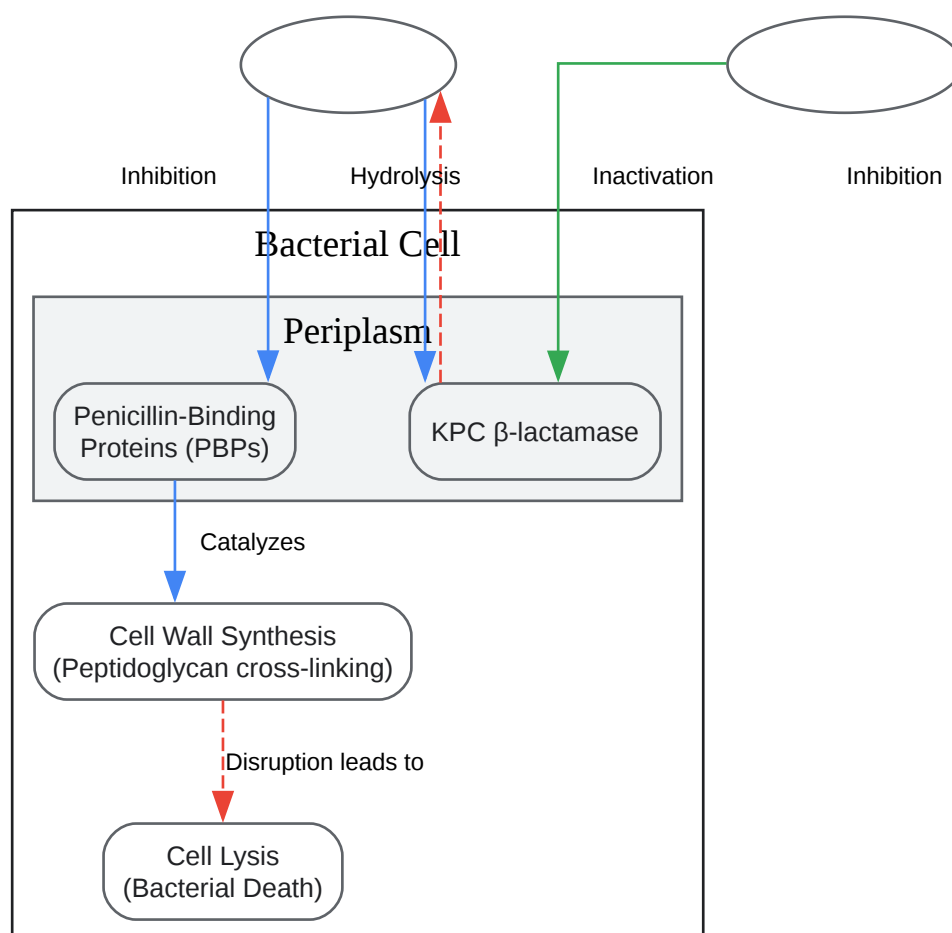 Inhibition
Hydrolysis
Inactivation
Inhibition
Bacterial Cell
Periplasm
Penicillin-Binding
Proteins (PBPs)
KPC β-lactamase
Catalyzes
Cell Wall Synthesis
(Peptidoglycan cross-linking)
Disruption leads to
Cell Lysis
(Bacterial Death)